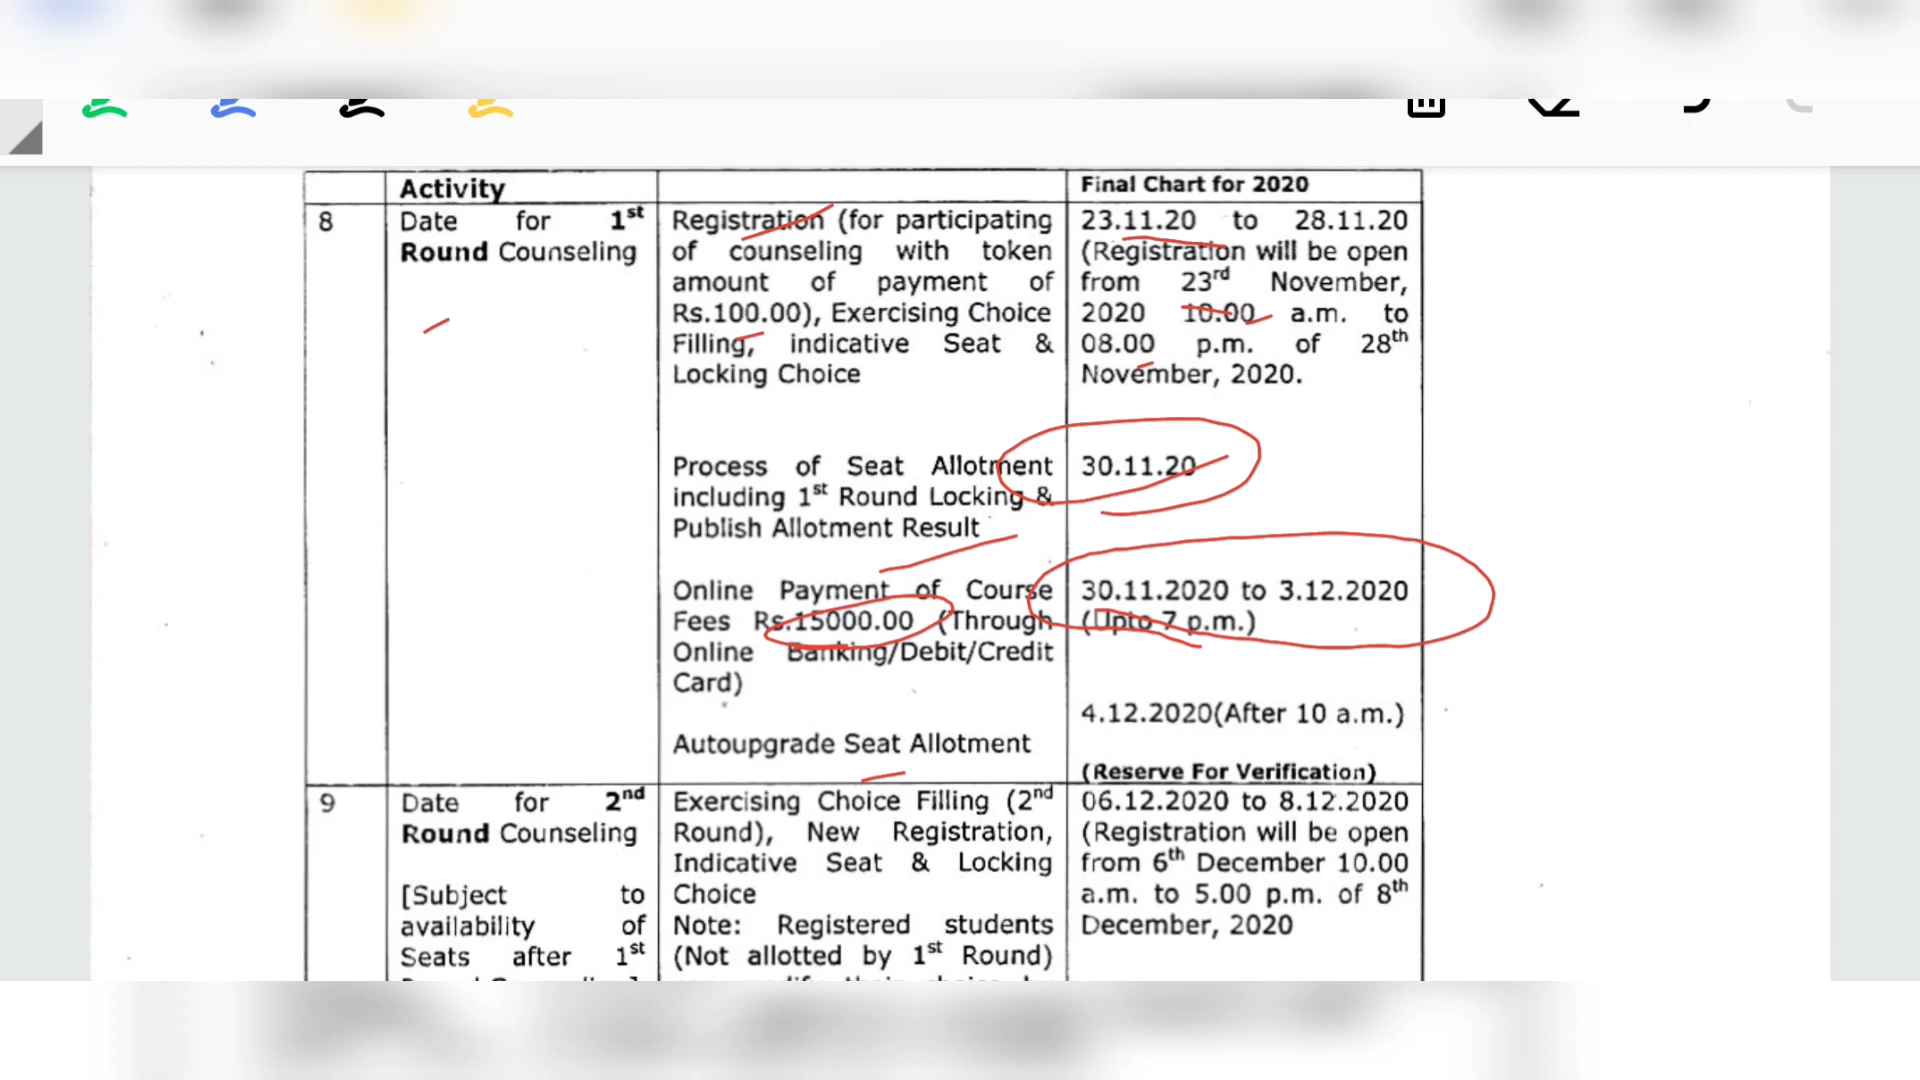 Activity
Final Chart for 2020
8
Date for 1st
Round Counseling
Registration (for participating
of counseling with token
amount of payment of
Rs.100.00), Exercising Choice
Filling, indicative Seat &
Locking Choice
23.11.20 to 28.11.20
(Registration will be open
from 23rd November,
2020 10:00 a.m. to
08.00 p.m. of 28th
November, 2020.
Process of Seat Allotment
including 1st Round Locking &
Publish Allotment Result
30.11.20
Online Payment of Course
Fees Rs.15000.00 (Through
Online Banking/Debit/Credit
Card)
30.11.2020 to 3.12.2020
(Upto 7 p.m.)
Autoupgrade Seat Allotment
4.12.2020(After 10 a.m.)
(Reserve For Verification)
9
Date for 2nd
Round Counseling
[Subject to
availability of
Seats after 1st
Exercising Choice Filling (2nd
Round), New Registration,
Indicative Seat & Locking
Choice
Note: Registered students
(Not allotted by 1st Round)
06.12.2020 to 8.12.2020
(Registration will be open
from 6th December 10.00
a.m. to 5.00 p.m. of 8th
December, 2020